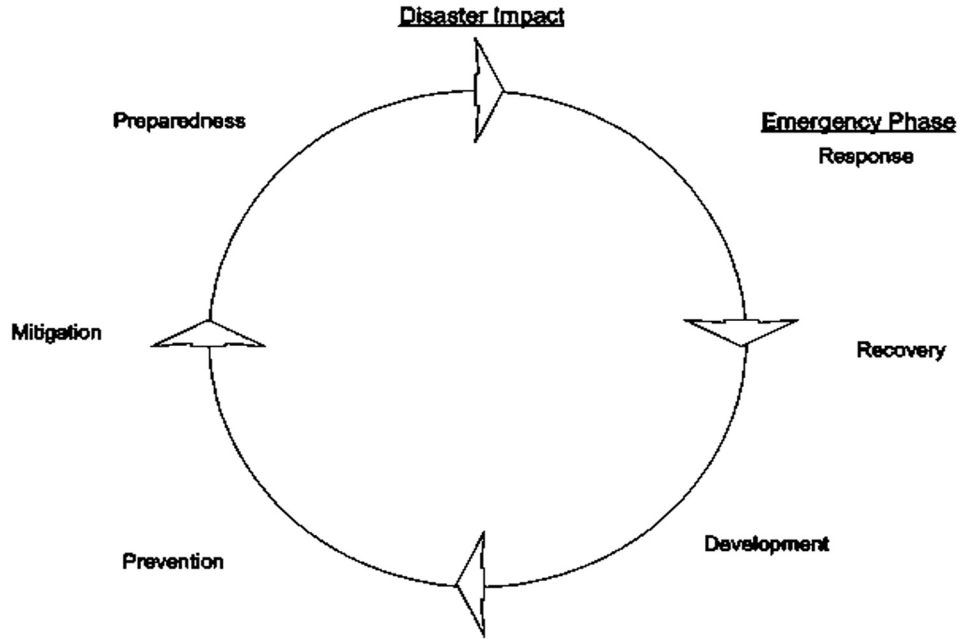 Disaster Impact
Preparedness
Emergency Phase
Response
Mitigation
Recovery
Prevention
Development